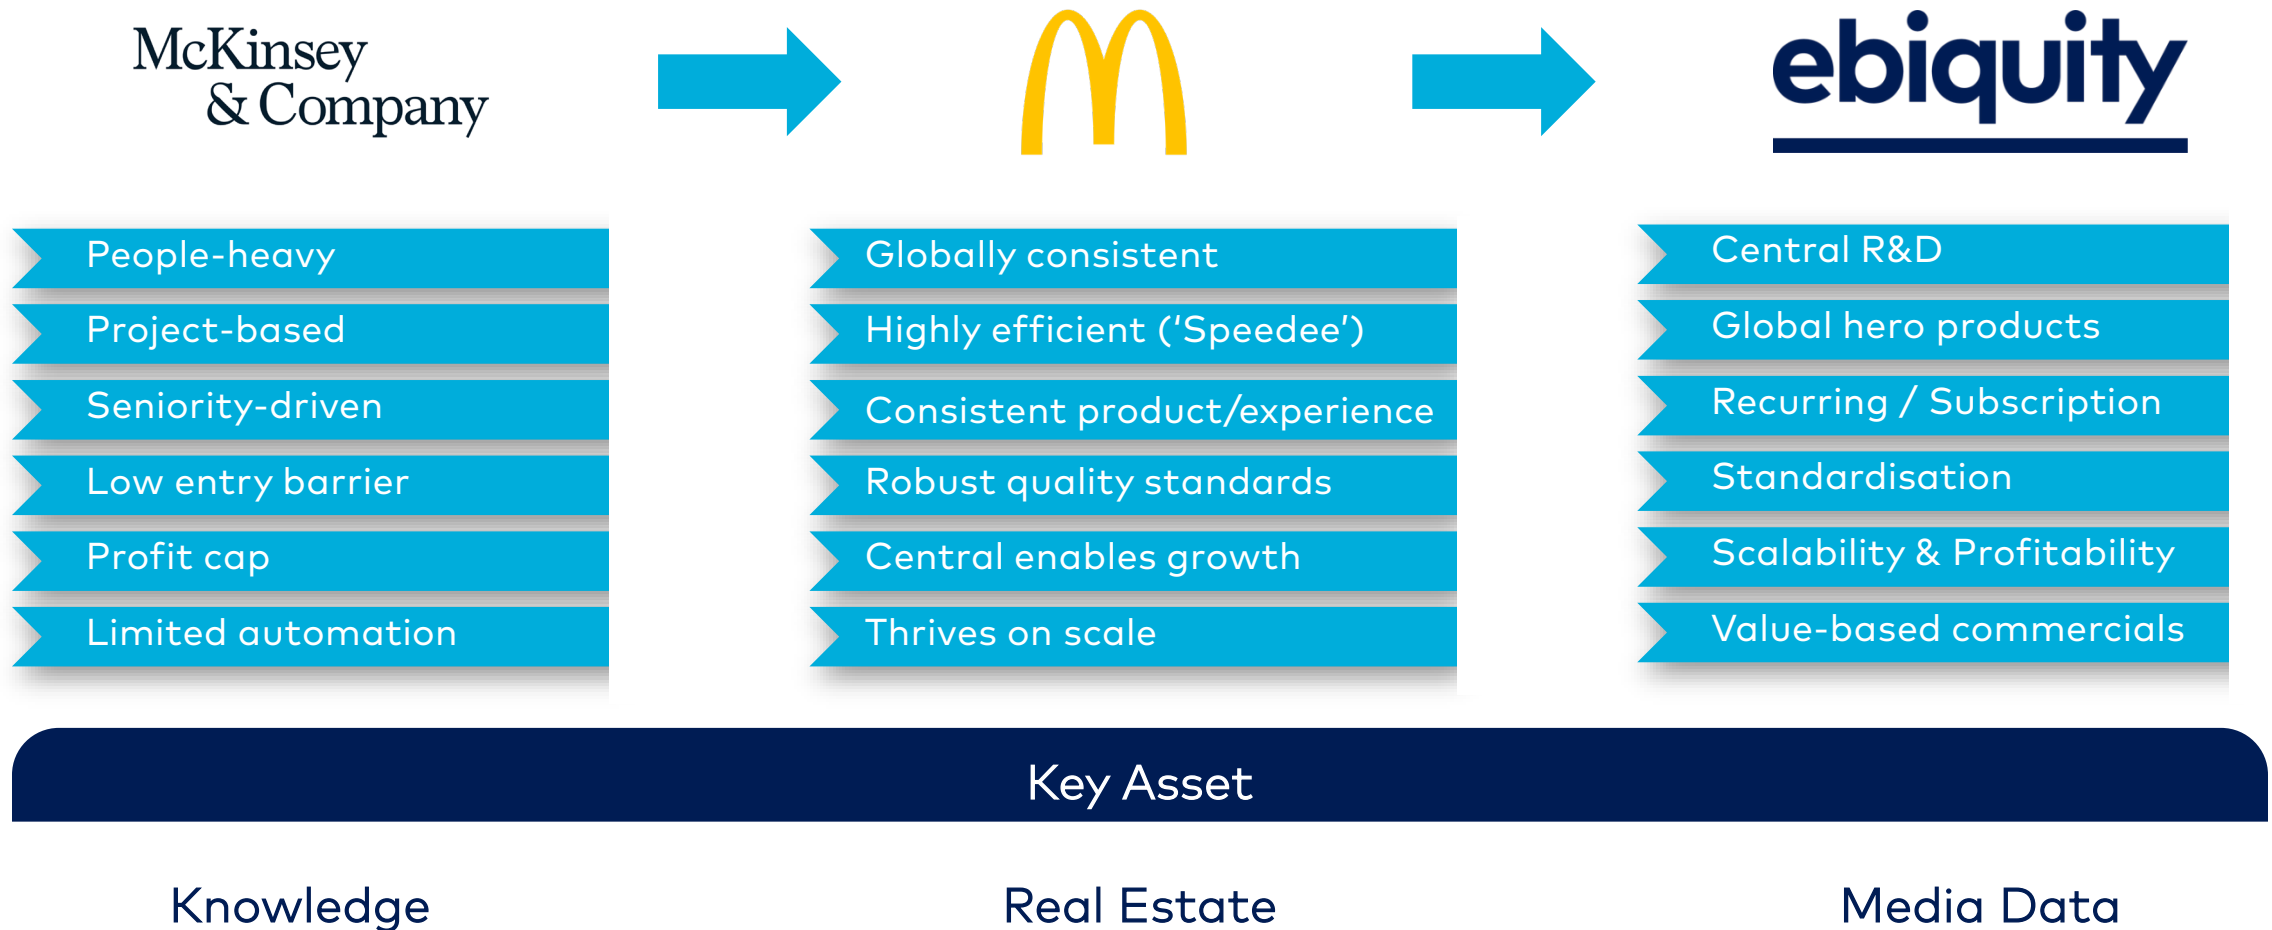 McKinsey
& Company
ebiquity
People-heavy
Project-based
Seniority-driven
Low entry barrier
Profit cap
Limited automation
Globally consistent
Highly efficient (‘Speedee’)
Consistent product/experience
Robust quality standards
Central enables growth
Thrives on scale
Central R&D
Global hero products
Recurring / Subscription
Standardisation
Scalability & Profitability
Value-based commercials
Key Asset
Knowledge
Real Estate
Media Data